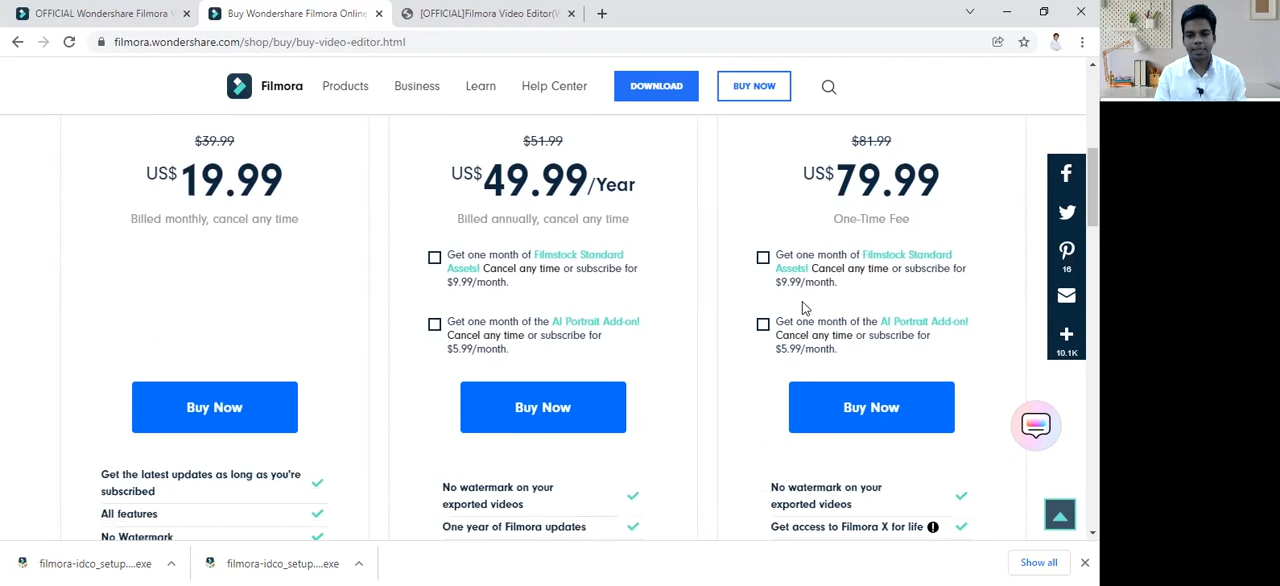 OFFICIAL Wondershare Filmora V
Buy Wondershare Filmora Online
[OFFICIAL]Filmora Video Editor(W
filmora.wondershare.com/shop/buy/buy-video-editor.html
Filmora Products Business Learn Help Center DOWNLOAD BUY NOW
$39.99
US$19.99
Billed monthly, cancel any time
Buy Now
Get the latest updates as long as you're
subscribed
All features
No Watermark
$51.99
US$49.99/Year
Billed annually, cancel any time
Get one month of Filmstock Standard
Assets! Cancel any time or subscribe for
$9.99/month.
Get one month of the AI Portrait Add-on!
Cancel any time or subscribe for
$5.99/month.
Buy Now
No watermark on your
exported videos
One year of Filmora updates
$81.99
US$79.99
One-Time Fee
Get one month of Filmstock Standard
Assets! Cancel any time or subscribe for
$9.99/month.
Get one month of the AI Portrait Add-on!
Cancel any time or subscribe for
$5.99/month.
Buy Now
No watermark on your
exported videos
Get access to Filmora X for life
16
10.1K
filmora-idco_setup....exe
filmora-idco_setup....exe
Show all